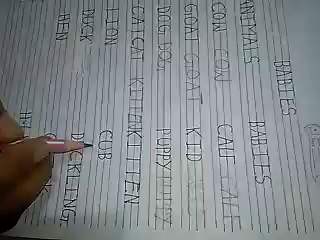 BABIES
ANIMALS BABIES
COW COW CALF CALF
GOAT GOAT KID
DOG DOG PUPPY PUPPY
CAT CAT KITTEN KITTEN
LION CUB
DUCK DUCKLING
HEN